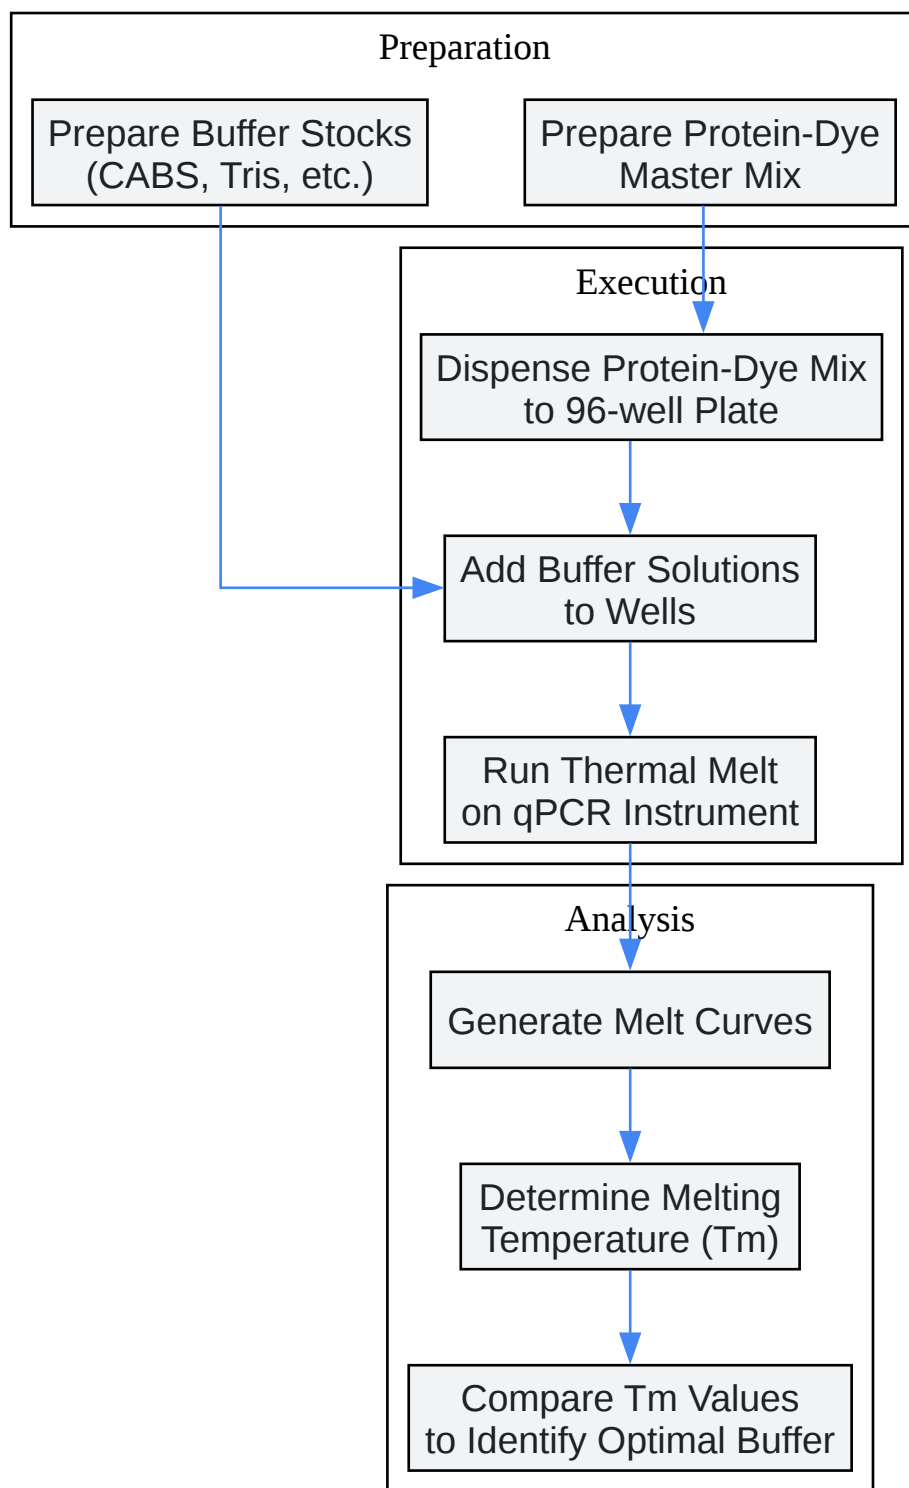 Preparation
Prepare Buffer Stocks
(CABS, Tris, etc.)
Prepare Protein-Dye
Master Mix
Execution
Dispense Protein-Dye Mix
to 96-well Plate
Add Buffer Solutions
to Wells
Run Thermal Melt
on qPCR Instrument
Analysis
Generate Melt Curves
Determine Melting
Temperature (Tm)
Compare Tm Values
to Identify Optimal Buffer